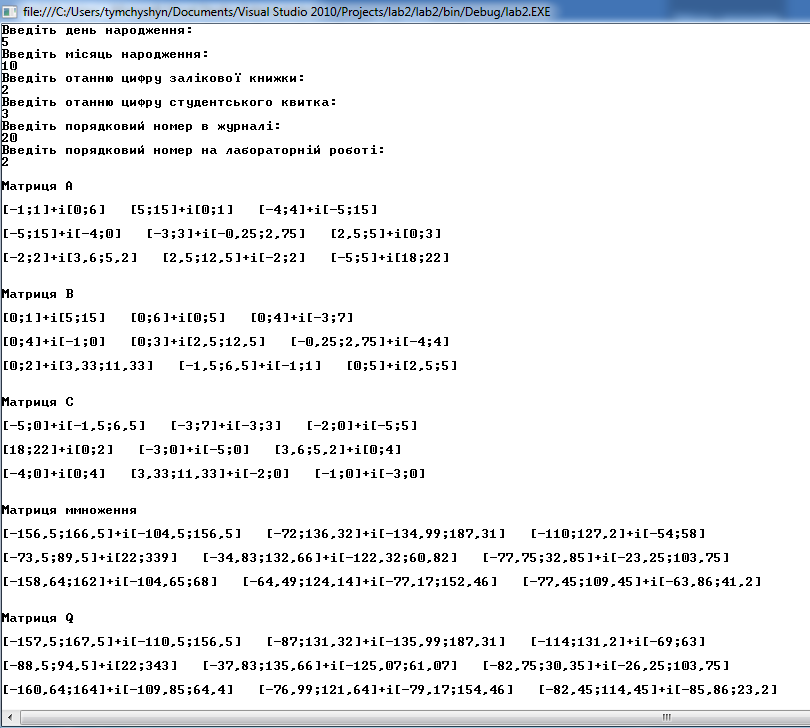 file:///C:/Users/tymchyshyn/Documents/Visual Studio 2010/Projects/lab2/lab2/bin/Debug/lab2.EXE
Введіть день народження:
5
Введіть місяць народження:
10
Введіть отанню цифру залікової книжки:
2
Введіть отанню цифру студентського квитка:
3
Введіть порядковий номер в журналі:
20
Введіть порядковий номер на лабораторній роботі:
2
Матриця A
[-1;1]+i[0;6] [5;15]+i[0;1] [-4;4]+i[-5;15]
[-5;15]+i[-4;0] [-3;3]+i[-0,25;2,75] [2,5;5]+i[0;3]
[-2;2]+i[3,6;5,2] [2,5;12,5]+i[-2;2] [-5;5]+i[18;22]
Матриця B
[0;1]+i[5;15] [0;6]+i[0;5] [0;4]+i[-3;7]
[0;4]+i[-1;0] [0;3]+i[2,5;12,5] [-0,25;2,75]+i[-4;4]
[0;2]+i[3,33;11,33] [-1,5;6,5]+i[-1;1] [0;5]+i[2,5;5]
Матриця C
[-5;0]+i[-1,5;6,5] [-3;7]+i[-3;3] [-2;0]+i[-5;5]
[18;22]+i[0;2] [-3;0]+i[-5;0] [3,6;5,2]+i[0;4]
[-4;0]+i[0;4] [3,33;11,33]+i[-2;0] [-1;0]+i[-3;0]
Матриця ммноження
[-156,5;166,5]+i[-104,5;156,5] [-72;136,32]+i[-134,99;187,31] [-110;127,2]+i[-54;58]
[-73,5;89,5]+i[22;339] [-34,83;132,66]+i[-122,32;60,82] [-77,75;32,85]+i[-23,25;103,75]
[-158,64;162]+i[-104,65;68] [-64,49;124,14]+i[-77,17;152,46] [-77,45;109,45]+i[-63,86;41,2]
Матриця Q
[-157,5;167,5]+i[-110,5;156,5] [-87;131,32]+i[-135,99;187,31] [-114;131,2]+i[-69;63]
[-88,5;94,5]+i[22;343] [-37,83;135,66]+i[-125,07;61,07] [-82,75;30,35]+i[-26,25;103,75]
[-160,64;164]+i[-109,85;64,4] [-76,99;121,64]+i[-79,17;154,46] [-82,45;114,45]+i[-85,86;23,2]